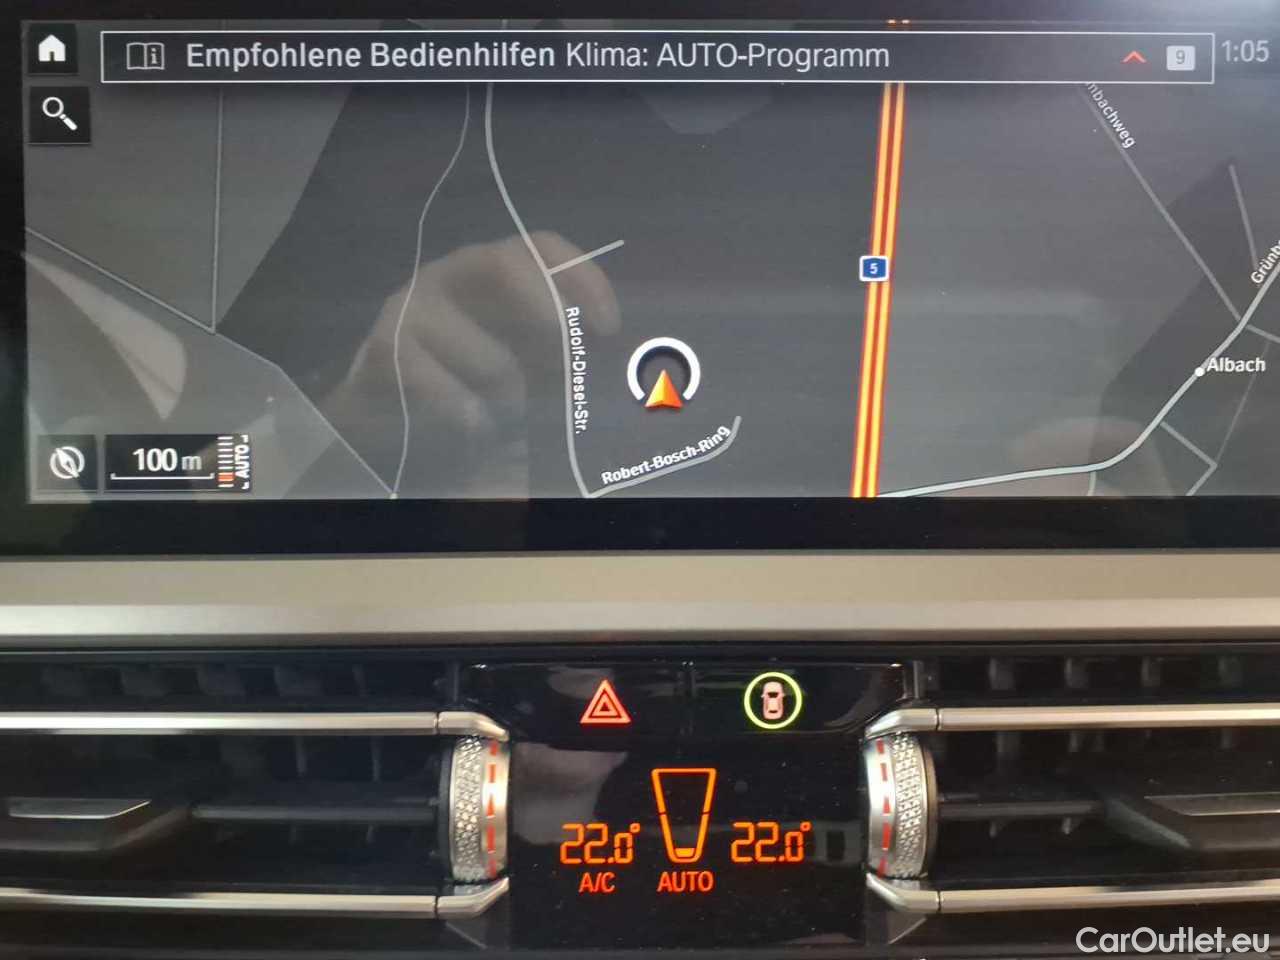 Empfohlene Bedienhilfen Klima: AUTO-Programm
9
1:05
5
Rudolf-Diesel-Str.
Robert-Bosch-Ring
Albach
100 m
AUTO
22.0°
22.0°
A/C
AUTO
CarOutlet.eu